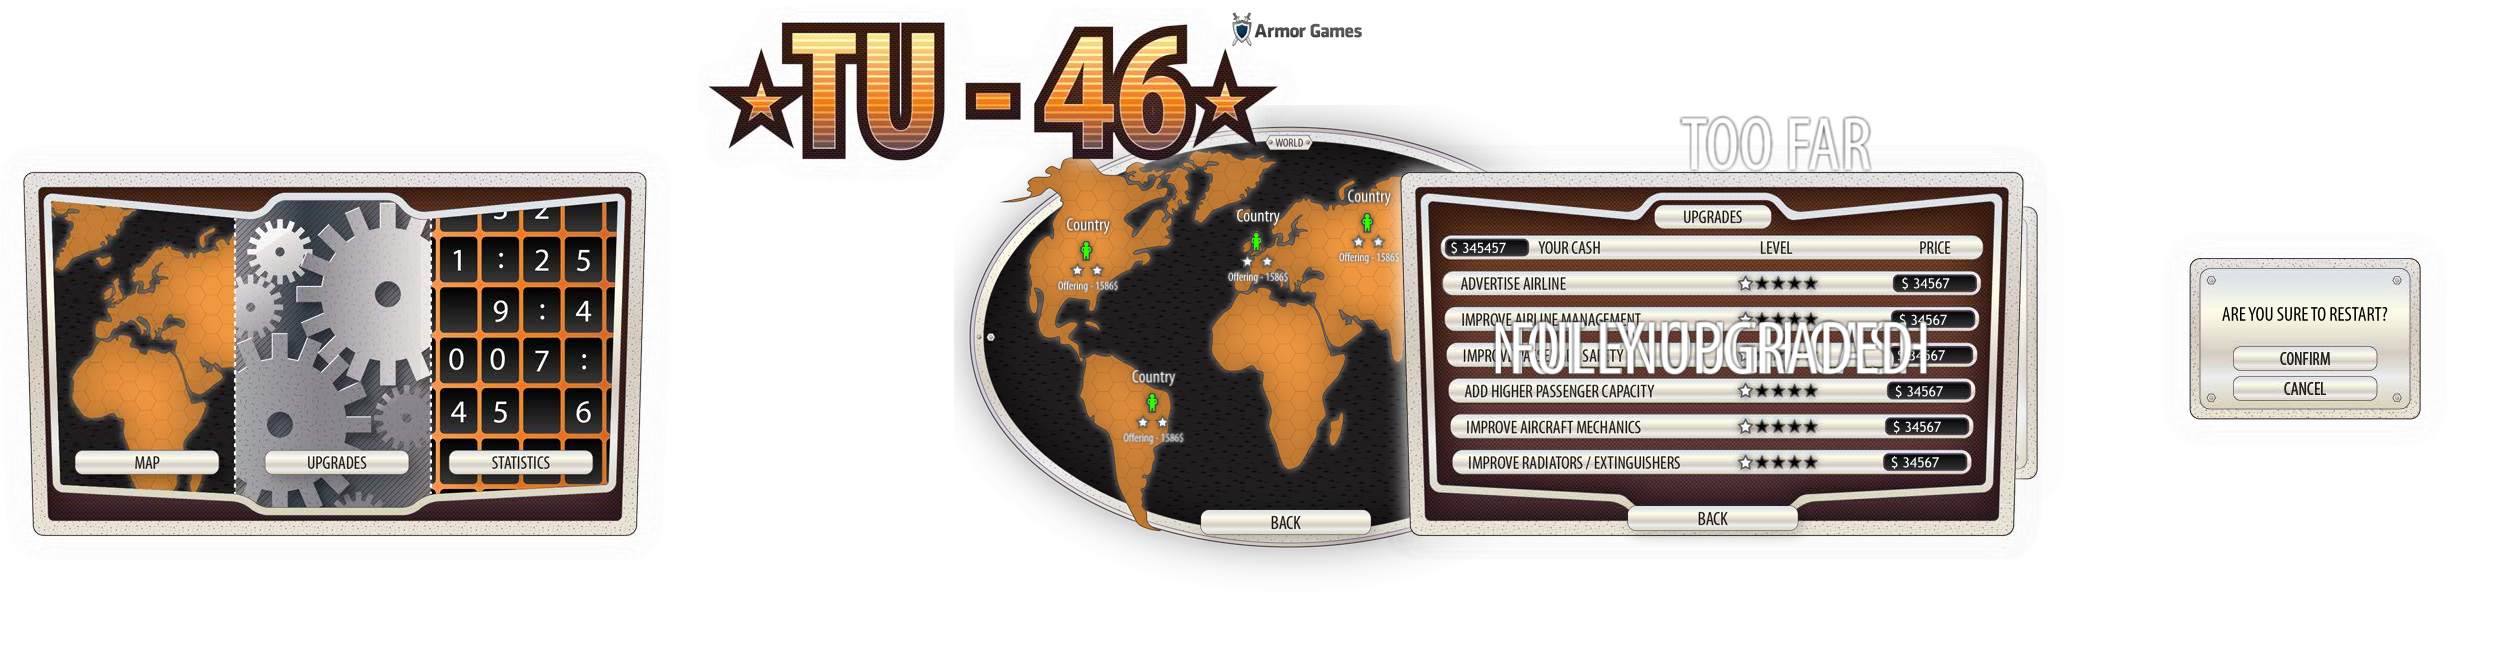 TU - 46
Armor Games
TOO FAR
3 2
1 : 2 5
9 : 4
0 0 7 :
4 5 6
MAP
UPGRADES
STATISTICS
WORLD
Country
Offering - 1586$
Country
Offering - 1586$
Country
Offering - 1586$
Country
Offering - 1586$
BACK
UPGRADES
$ 345457 YOUR CASH LEVEL PRICE
ADVERTISE AIRLINE $ 34567
IMPROVE AIRLINE MANAGEMENT $ 34567
IMPROVE SAFETY
FULLY UPGRADED!
ADD HIGHER PASSENGER CAPACITY $ 34567
IMPROVE AIRCRAFT MECHANICS $ 34567
IMPROVE RADIATORS / EXTINGUISHERS $ 34567
BACK
ARE YOU SURE TO RESTART?
CONFIRM
CANCEL